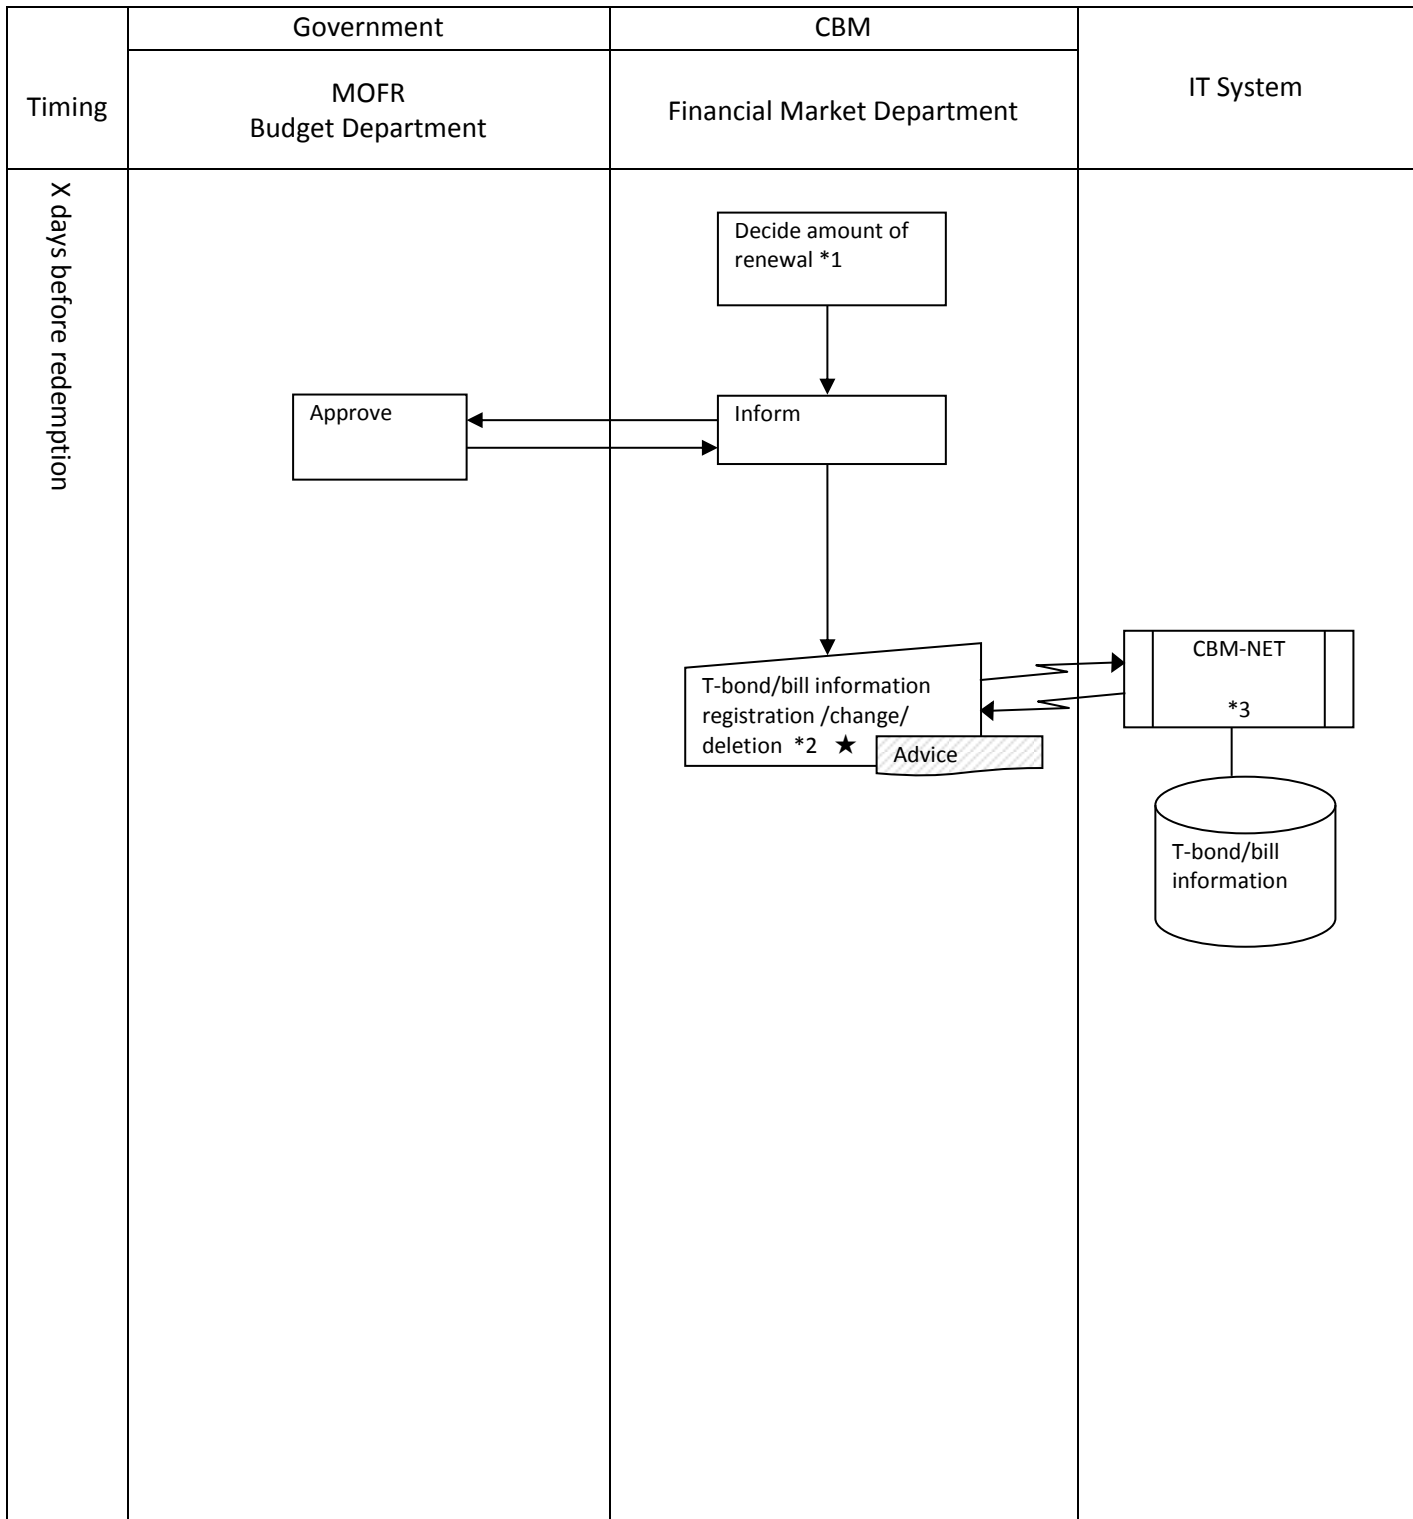 Government
CBM
Timing
MOFR
Budget Department
Financial Market Department
IT System
X days before redemption
Decide amount of
renewal *1
Approve
Inform
T-bond/bill information
registration /change/
deletion *2 ★
Advice
CBM-NET
*3
T-bond/bill
information